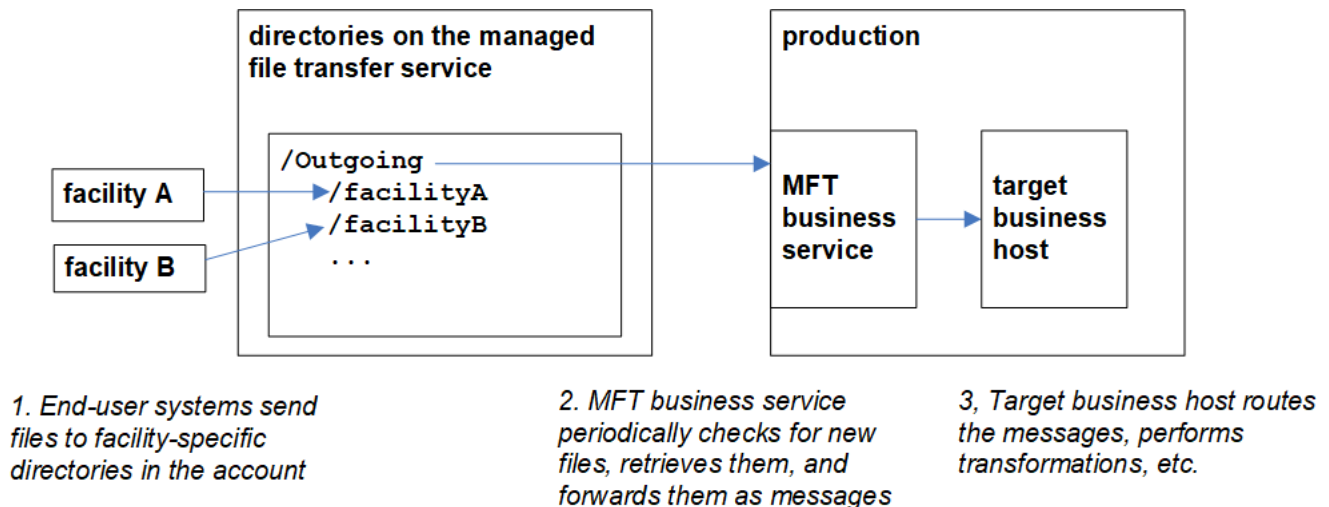 directories on the managed
file transfer service
production
/Outgoing
/facilityA
/facilityB
...
facility A
facility B
MFT
business
service
target
business
host
1. End-user systems send
files to facility-specific
directories in the account
2. MFT business service
periodically checks for new
files, retrieves them, and
forwards them as messages
3, Target business host routes
the messages, performs
transformations, etc.